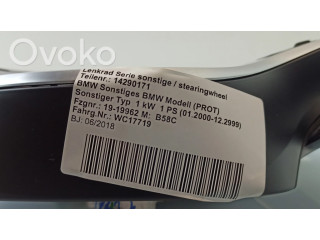 Ovoko
Lenkrad Serie sonstige / stearingwheel
Teilenr.: 14290171
BMW Sonstiges BMW Modell (PROT)
Sonstiger Typ 1 kW 1 PS (01.2000-12.2999)
Fzgnr.: 19-19962 M: B58C
Fahrg.Nr.: WC17719
BJ: 06/2018